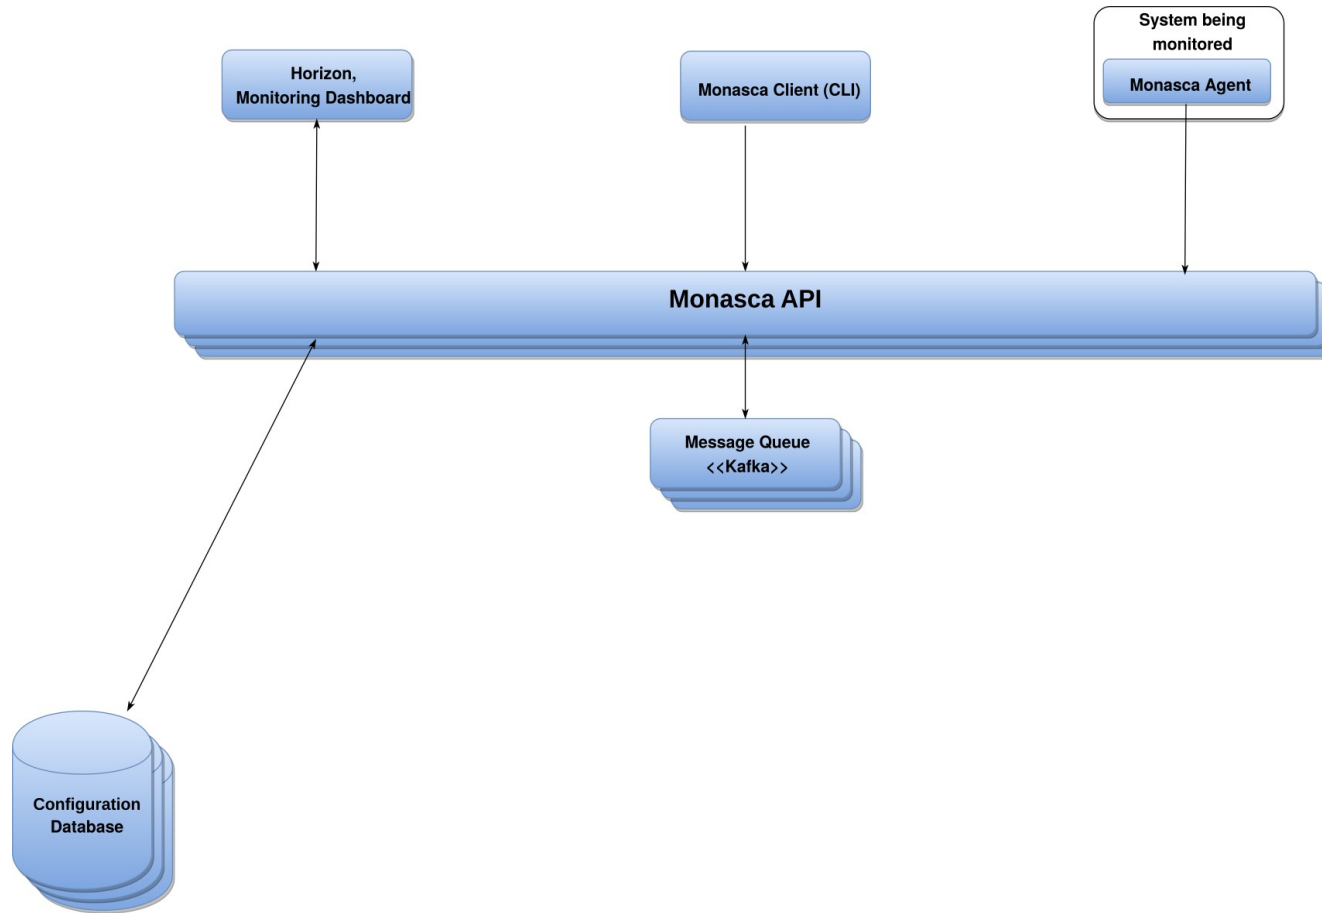 System being
monitored
Horizon,
Monitoring Dashboard
Monasca Client (CLI)
Monasca Agent
Monasca API
Message Queue
<<Kafka>>
Configuration
Database